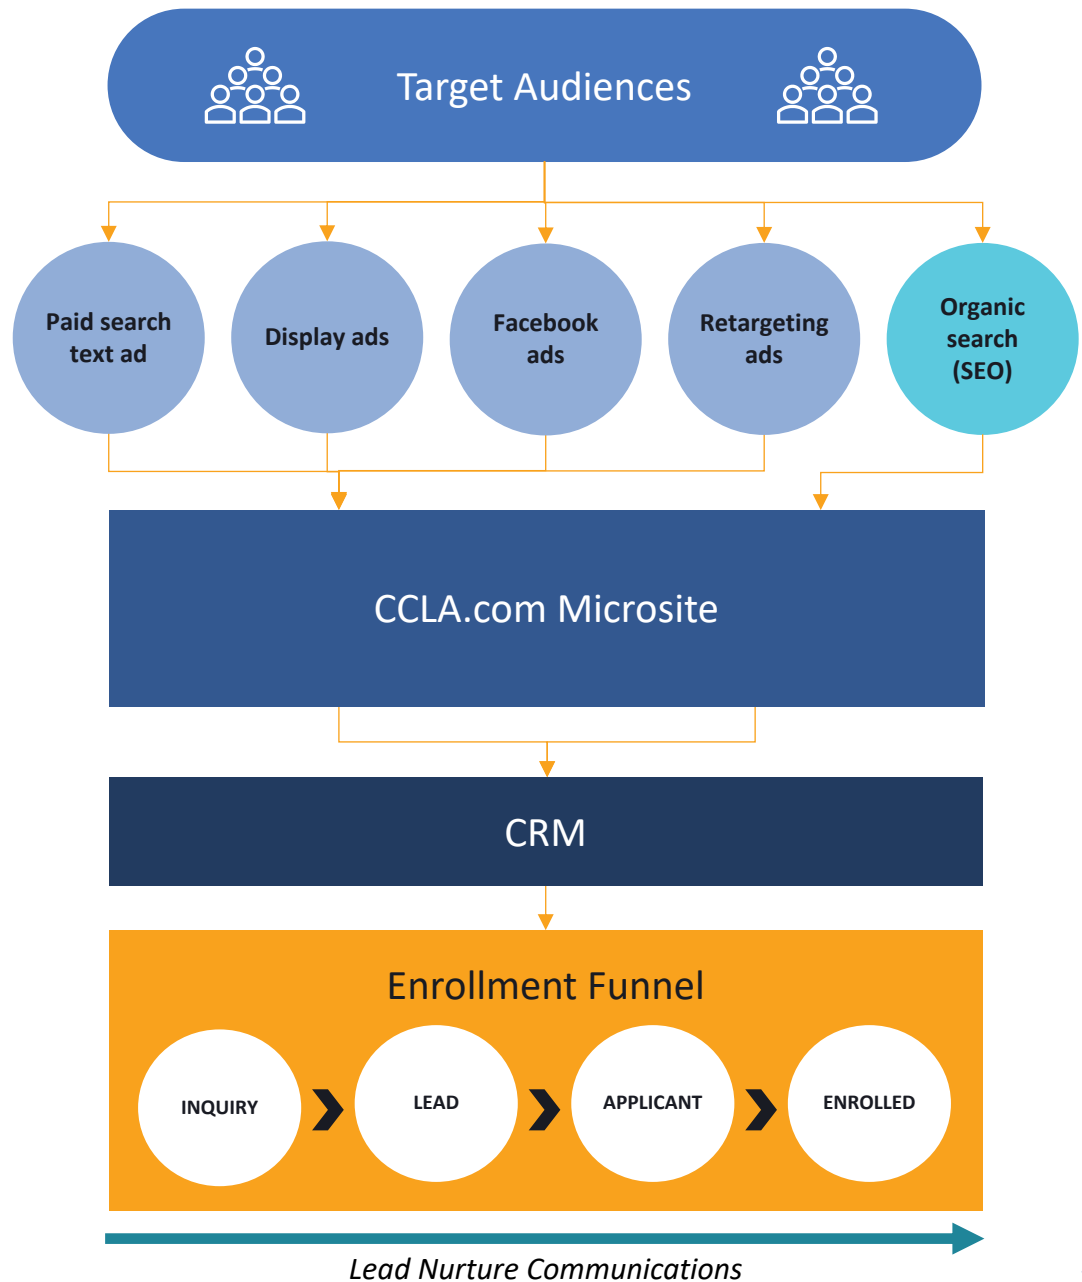 Target Audiences
Paid search
text ad
Display ads
Facebook
ads
Retargeting
ads
Organic
search
(SEO)
CCLA.com Microsite
CRM
Enrollment Funnel
INQUIRY
LEAD
APPLICANT
ENROLLED
Lead Nurture Communications